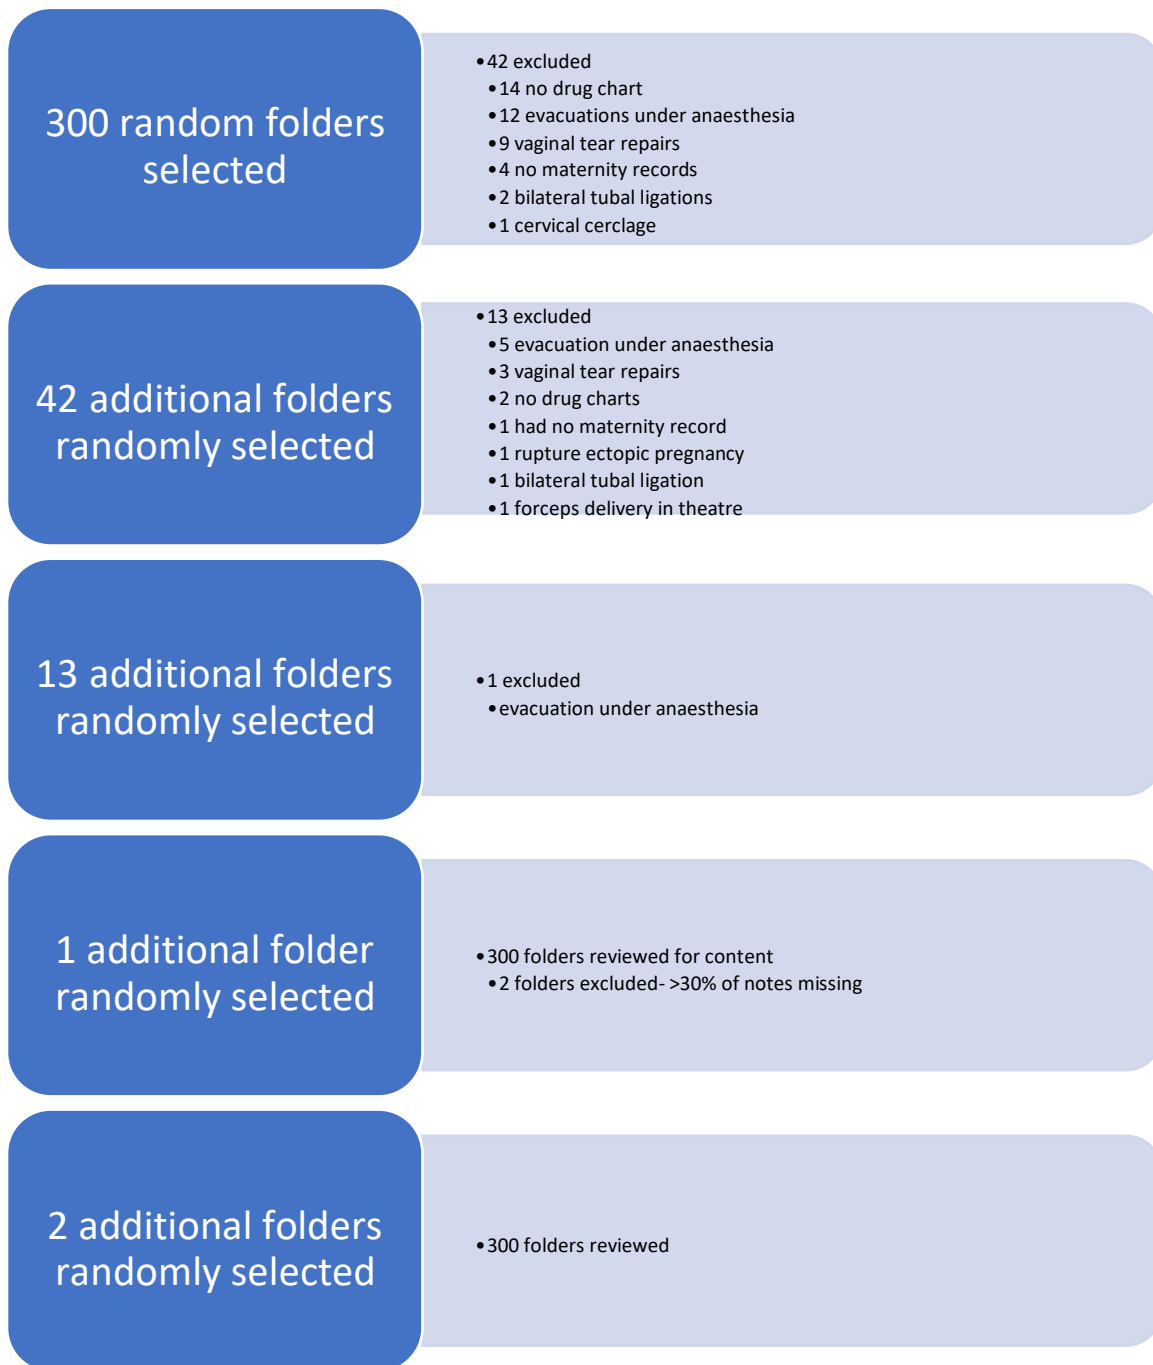 300 random folders
selected
•42 excluded
•14 no drug chart
•12 evacuations under anaesthesia
•9 vaginal tear repairs
•4 no maternity records
•2 bilateral tubal ligations
•1 cervical cerclage
42 additional folders
randomly selected
•13 excluded
•5 evacuation under anaesthesia
•3 vaginal tear repairs
•2 no drug charts
•1 had no maternity record
•1 rupture ectopic pregnancy
•1 bilateral tubal ligation
•1 forceps delivery in theatre
13 additional folders
randomly selected
•1 excluded
•evacuation under anaesthesia
1 additional folder
randomly selected
•300 folders reviewed for content
•2 folders excluded- >30% of notes missing
2 additional folders
randomly selected
•300 folders reviewed